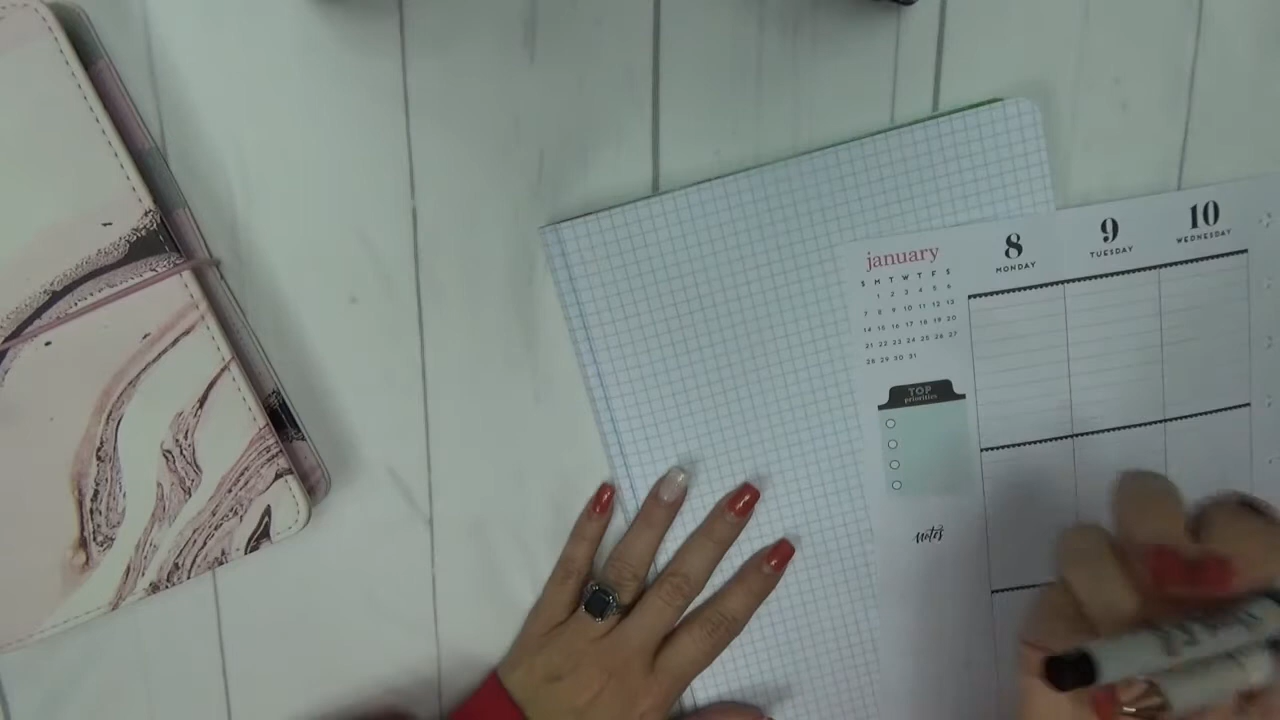 january
S M T W T F S
1 2 3 4 5 6
7 8 9 10 11 12 13
14 15 16 17 18 19 20
21 22 23 24 25 26 27
28 29 30 31
8
MONDAY
9
TUESDAY
10
WEDNESDAY
TOP
priorities
notes